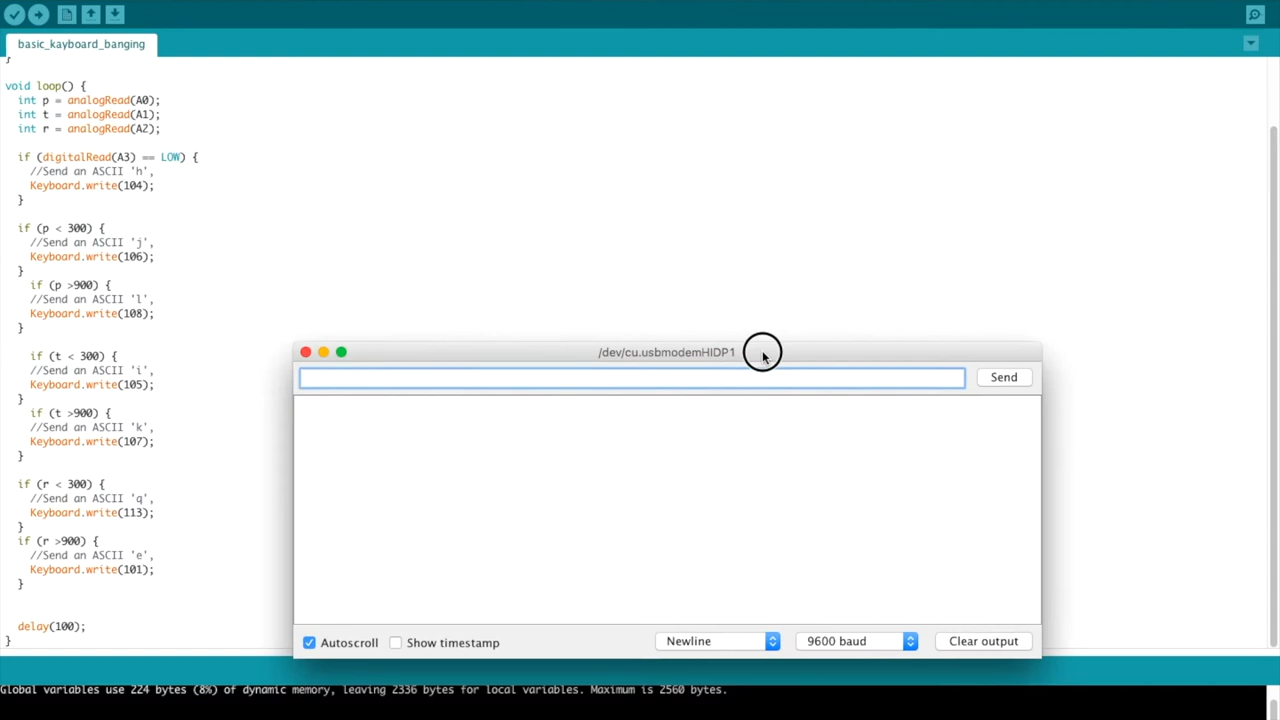 basic_kayboard_banging
}
void loop() {
int p = analogRead(A0);
int t = analogRead(A1);
int r = analogRead(A2);
if (digitalRead(A3) == LOW) {
//Send an ASCII 'h',
Keyboard.write(104);
}
if (p < 300) {
//Send an ASCII 'j',
Keyboard.write(106);
}
if (p >900) {
//Send an ASCII 'l',
Keyboard.write(108);
}
if (t < 300) {
//Send an ASCII 'i',
Keyboard.write(105);
}
if (t >900) {
//Send an ASCII 'k',
Keyboard.write(107);
}
if (r < 300) {
//Send an ASCII 'q',
Keyboard.write(113);
}
if (r >900) {
//Send an ASCII 'e',
Keyboard.write(101);
}
delay(100);
}
/dev/cu.usbmodemHIDP1
Send
Autoscroll Show timestamp Newline 9600 baud Clear output
Global variables use 224 bytes (8%) of dynamic memory, leaving 2336 bytes for local variables. Maximum is 2560 bytes.